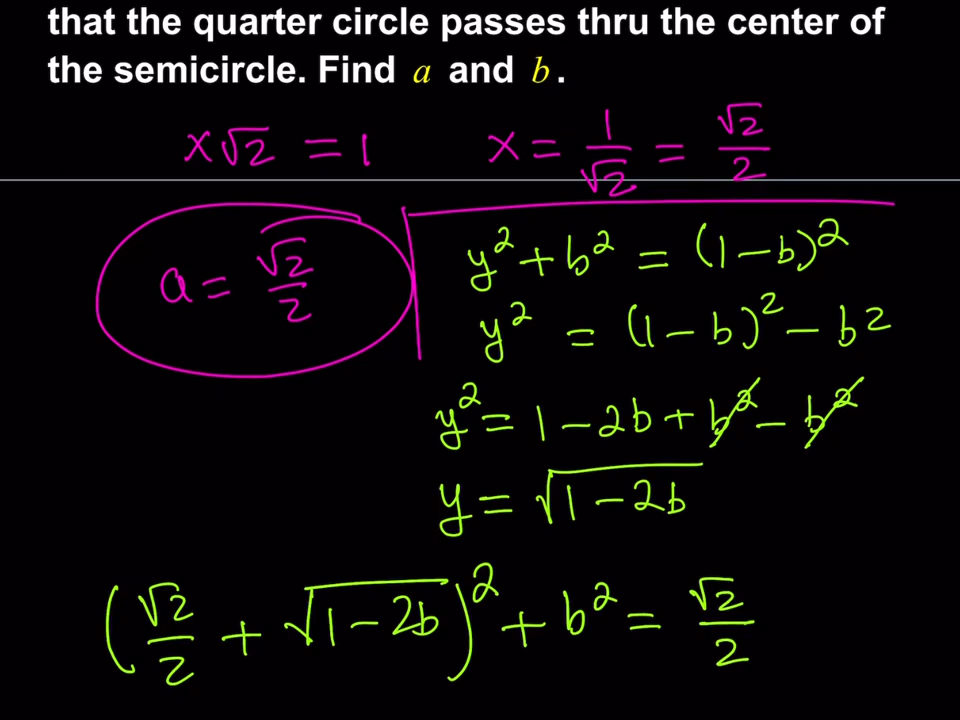 that the quarter circle passes thru the center of
the semicircle. Find a and b.
x√2 = 1 x = 1/√2 = √2/2
a = √2/2 y² + b² = (1 - b)²
y² = (1 - b)² - b²
y² = 1 - 2b + b² - b²
y = √(1 - 2b)
(√2/2 + √(1 - 2b))² + b² = √2/2